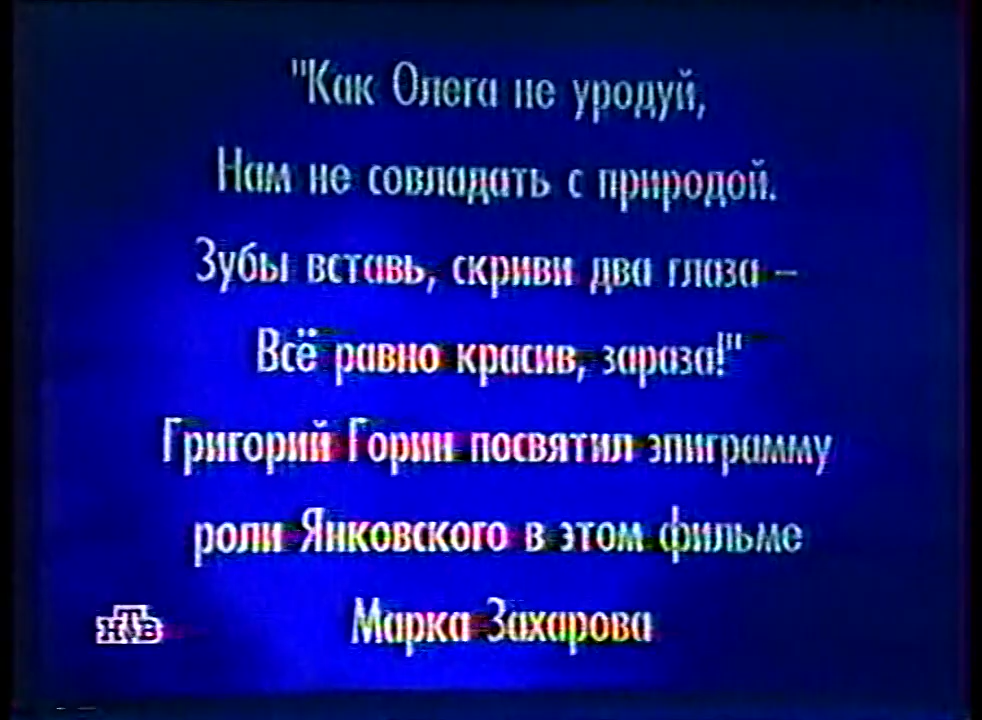 "Как Олега не уродуй,
Нам не совладать с природой.
Зубы вставь, скриви два глаза –
Всё равно красив, зараза!"
Григорий Горин посвятил эпиграмму
роли Янковского в этом фильме
Марка Захарова
НТВ